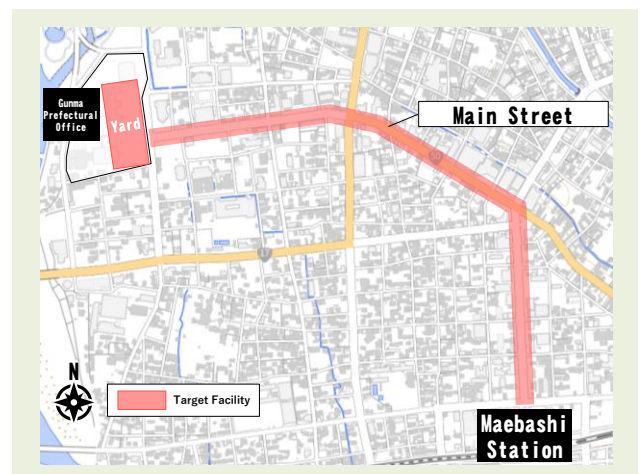 Gunma
Prefectural
Office
Yard
Main Street
N
Target Facility
Maebashi
Station